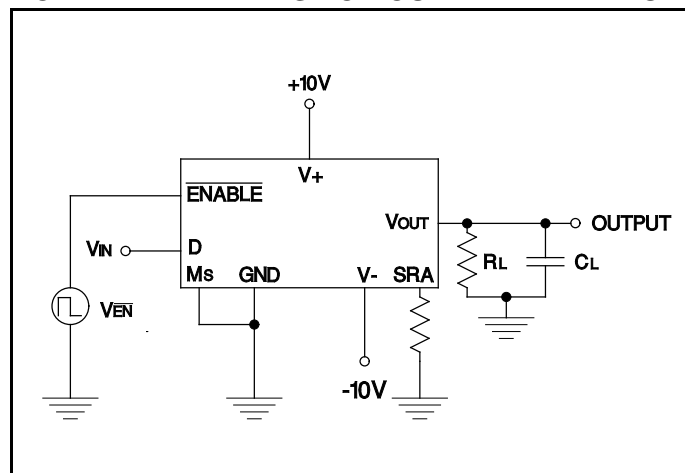 +10V
V+
ENABLE
VOUT
OUTPUT
VIN
D
RL
CL
Ms
GND
V-
SRA
VEN
-10V